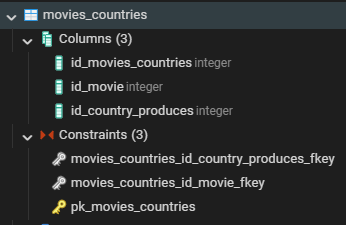 movies_countries
Columns (3)
id_movies_countries integer
id_movie integer
id_country_produces integer
Constraints (3)
movies_countries_id_country_produces_fkey
movies_countries_id_movie_fkey
pk_movies_countries